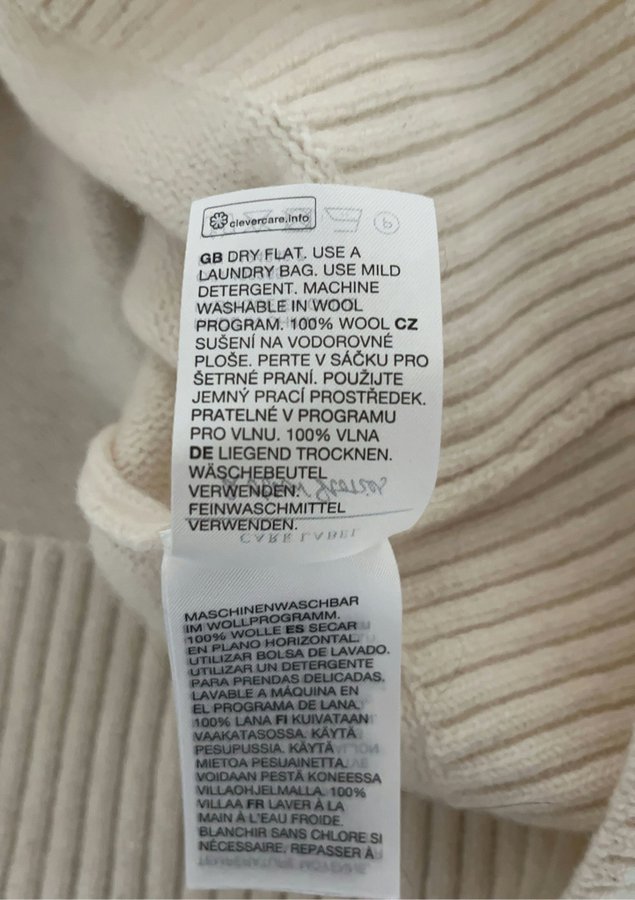 clevercare.info
GB DRY FLAT. USE A
LAUNDRY BAG. USE MILD
DETERGENT. MACHINE
WASHABLE IN WOOL
PROGRAM. 100% WOOL CZ
SUŠENÍ NA VODOROVNÉ
PLOŠE. PERTE V SÁČKU PRO
ŠETRNÉ PRANÍ. POUŽIJTE
JEMNÝ PRACÍ PROSTŘEDEK.
PRATELNÉ V PROGRAMU
PRO VLNU. 100% VLNA
DE LIEGEND TROCKNEN.
WÄSCHEBEUTEL
VERWENDEN.
FEINWASCHMITTEL
VERWENDEN.
CARE LABEL
MASCHINENWASCHBAR
IM WOLLPROGRAMM.
100% WOLLE ES SECAR
EN PLANO HORIZONTAL.
UTILIZAR BOLSA DE LAVADO.
UTILIZAR UN DETERGENTE
PARA PRENDAS DELICADAS.
LAVABLE A MÁQUINA EN
EL PROGRAMA DE LANA.
100% LANA FI KUIVATAAN
VAAKATASOSSA. KÄYTÄ
PESUPUSSIA. KÄYTÄ
MIETOA PESUAINETTA.
VOIDAAN PESTÄ KONEESSA
VILLAOHJELMALLA. 100%
VILLAA FR LAVER À LA
MAIN À L'EAU FROIDE.
BLANCHIR SANS CHLORE SI
NÉCESSAIRE. REPASSER À